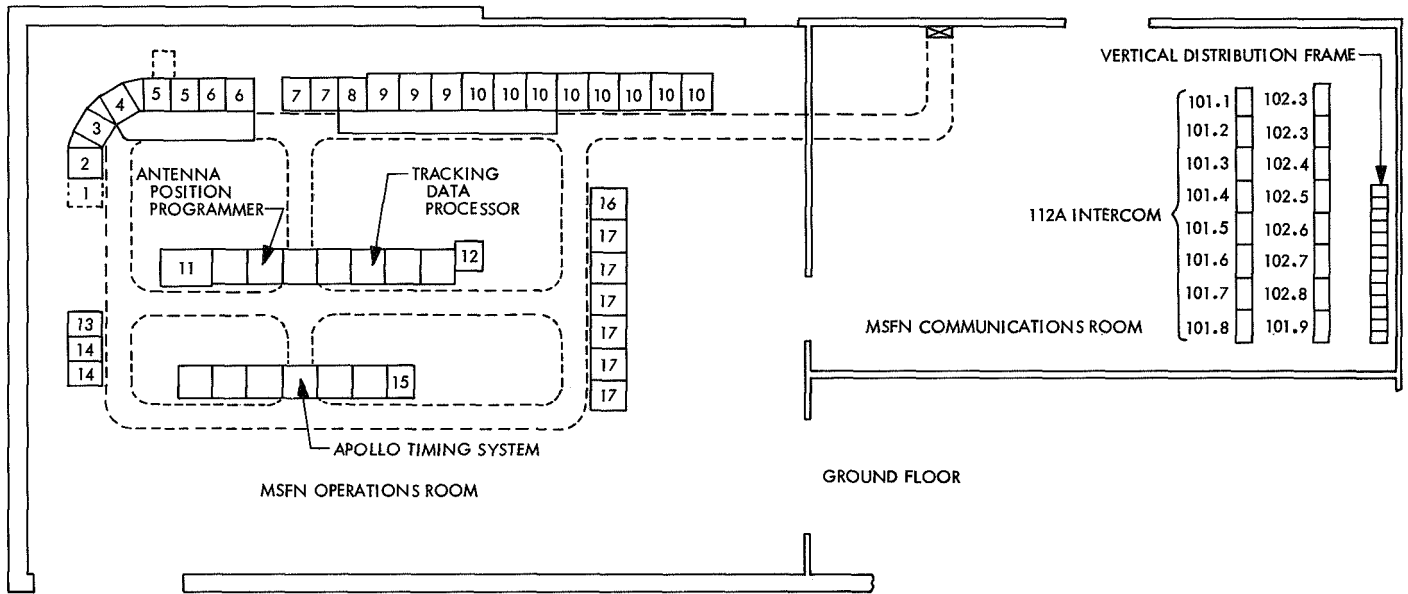 VERTICAL DISTRIBUTION FRAME
5 5 6 6 7 7 8 9 9 9 10 10 10 10 10 10 10 10
4
3
2
1
101.1 102.3
101.2 102.3
101.3 102.4
101.4 102.5
101.5 102.6
101.6 102.7
101.7 102.8
101.8 101.9
112A INTERCOM
ANTENNA
POSITION
PROGRAMMER
TRACKING
DATA
PROCESSOR
11
12
16
17
17
17
17
17
17
13
14
14
15
MSFN COMMUNICATIONS ROOM
APOLLO TIMING SYSTEM
MSFN OPERATIONS ROOM
GROUND FLOOR